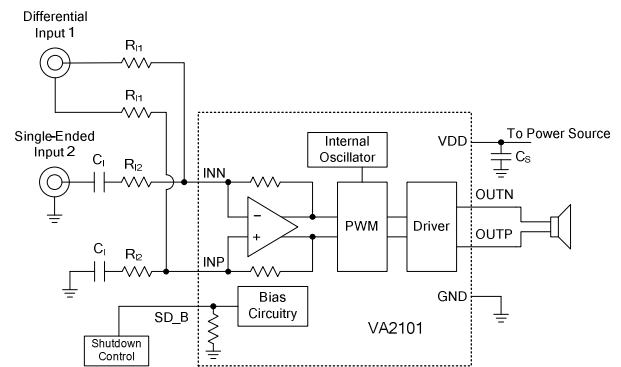 Differential
Input 1
RI1
RI1
Single-Ended
Input 2
CI
RI2
INN
Internal
Oscillator
VDD
To Power Source
CS
OUTN
−
+
PWM
Driver
OUTP
CI
RI2
INP
GND
Bias
Circuitry
SD_B
VA2101
Shutdown
Control